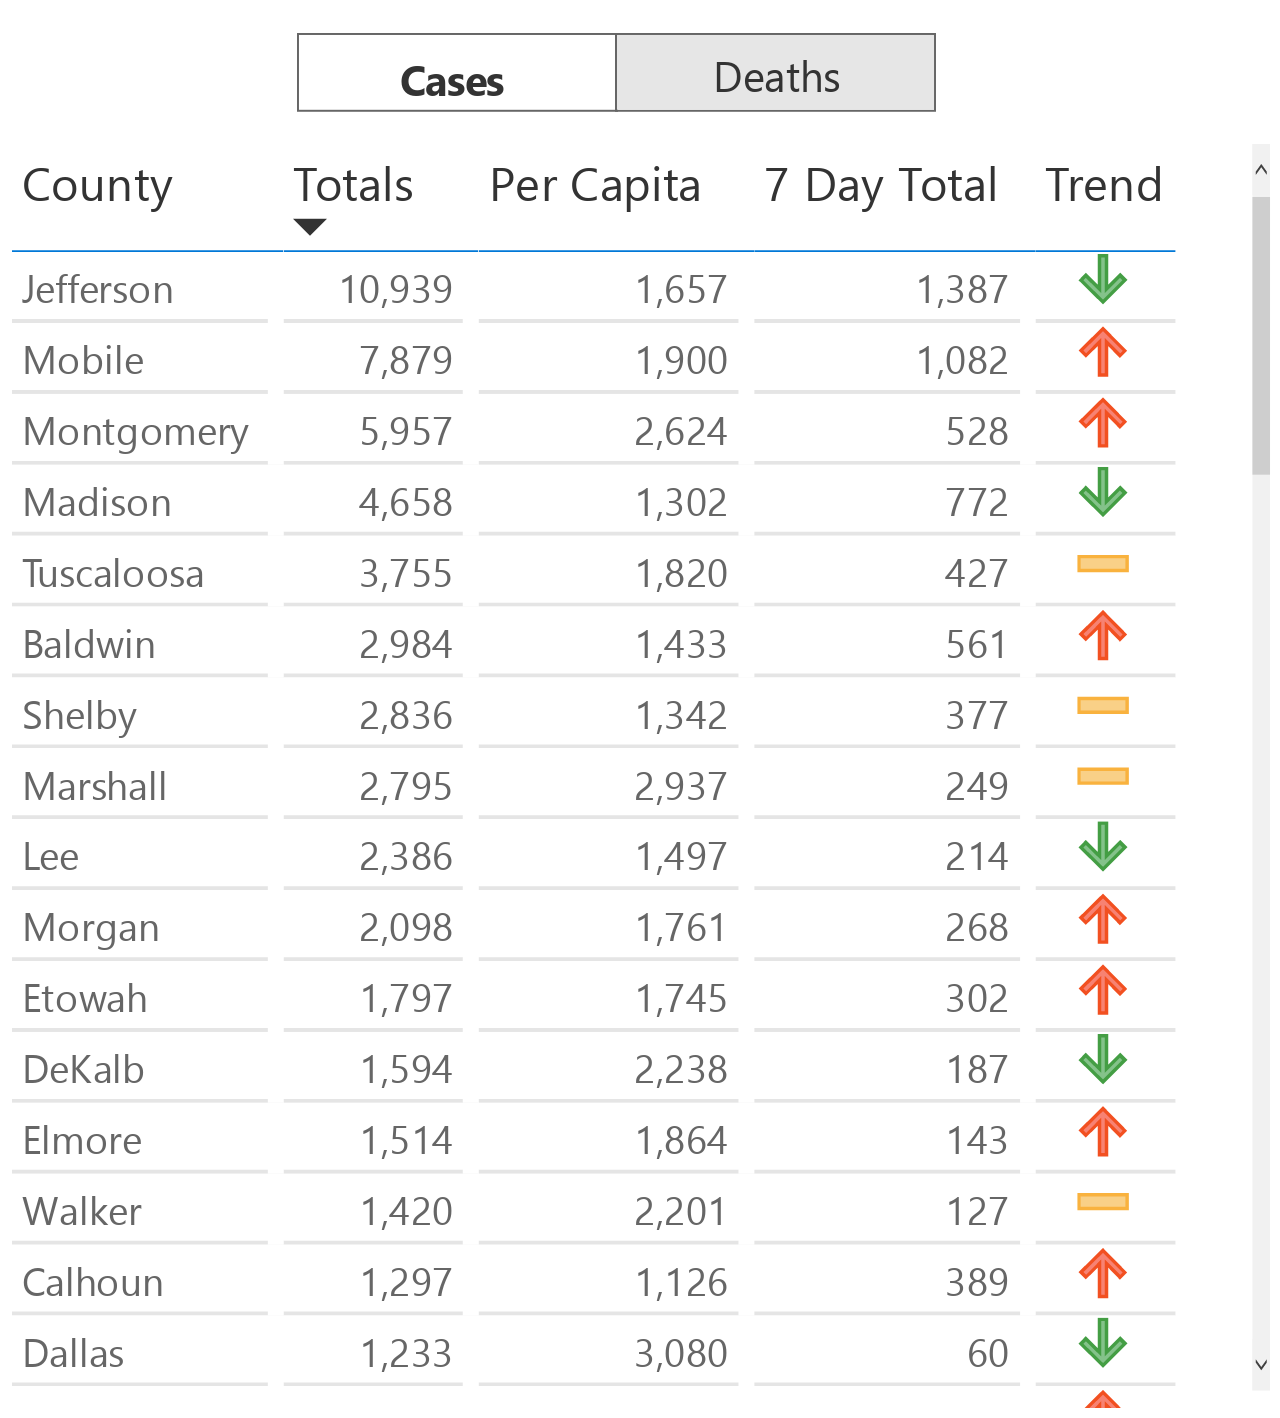 Cases Deaths
County Totals Per Capita 7 Day Total Trend
Jefferson 10,939 1,657 1,387
Mobile 7,879 1,900 1,082
Montgomery 5,957 2,624 528
Madison 4,658 1,302 772
Tuscaloosa 3,755 1,820 427
Baldwin 2,984 1,433 561
Shelby 2,836 1,342 377
Marshall 2,795 2,937 249
Lee 2,386 1,497 214
Morgan 2,098 1,761 268
Etowah 1,797 1,745 302
DeKalb 1,594 2,238 187
Elmore 1,514 1,864 143
Walker 1,420 2,201 127
Calhoun 1,297 1,126 389
Dallas 1,233 3,080 60